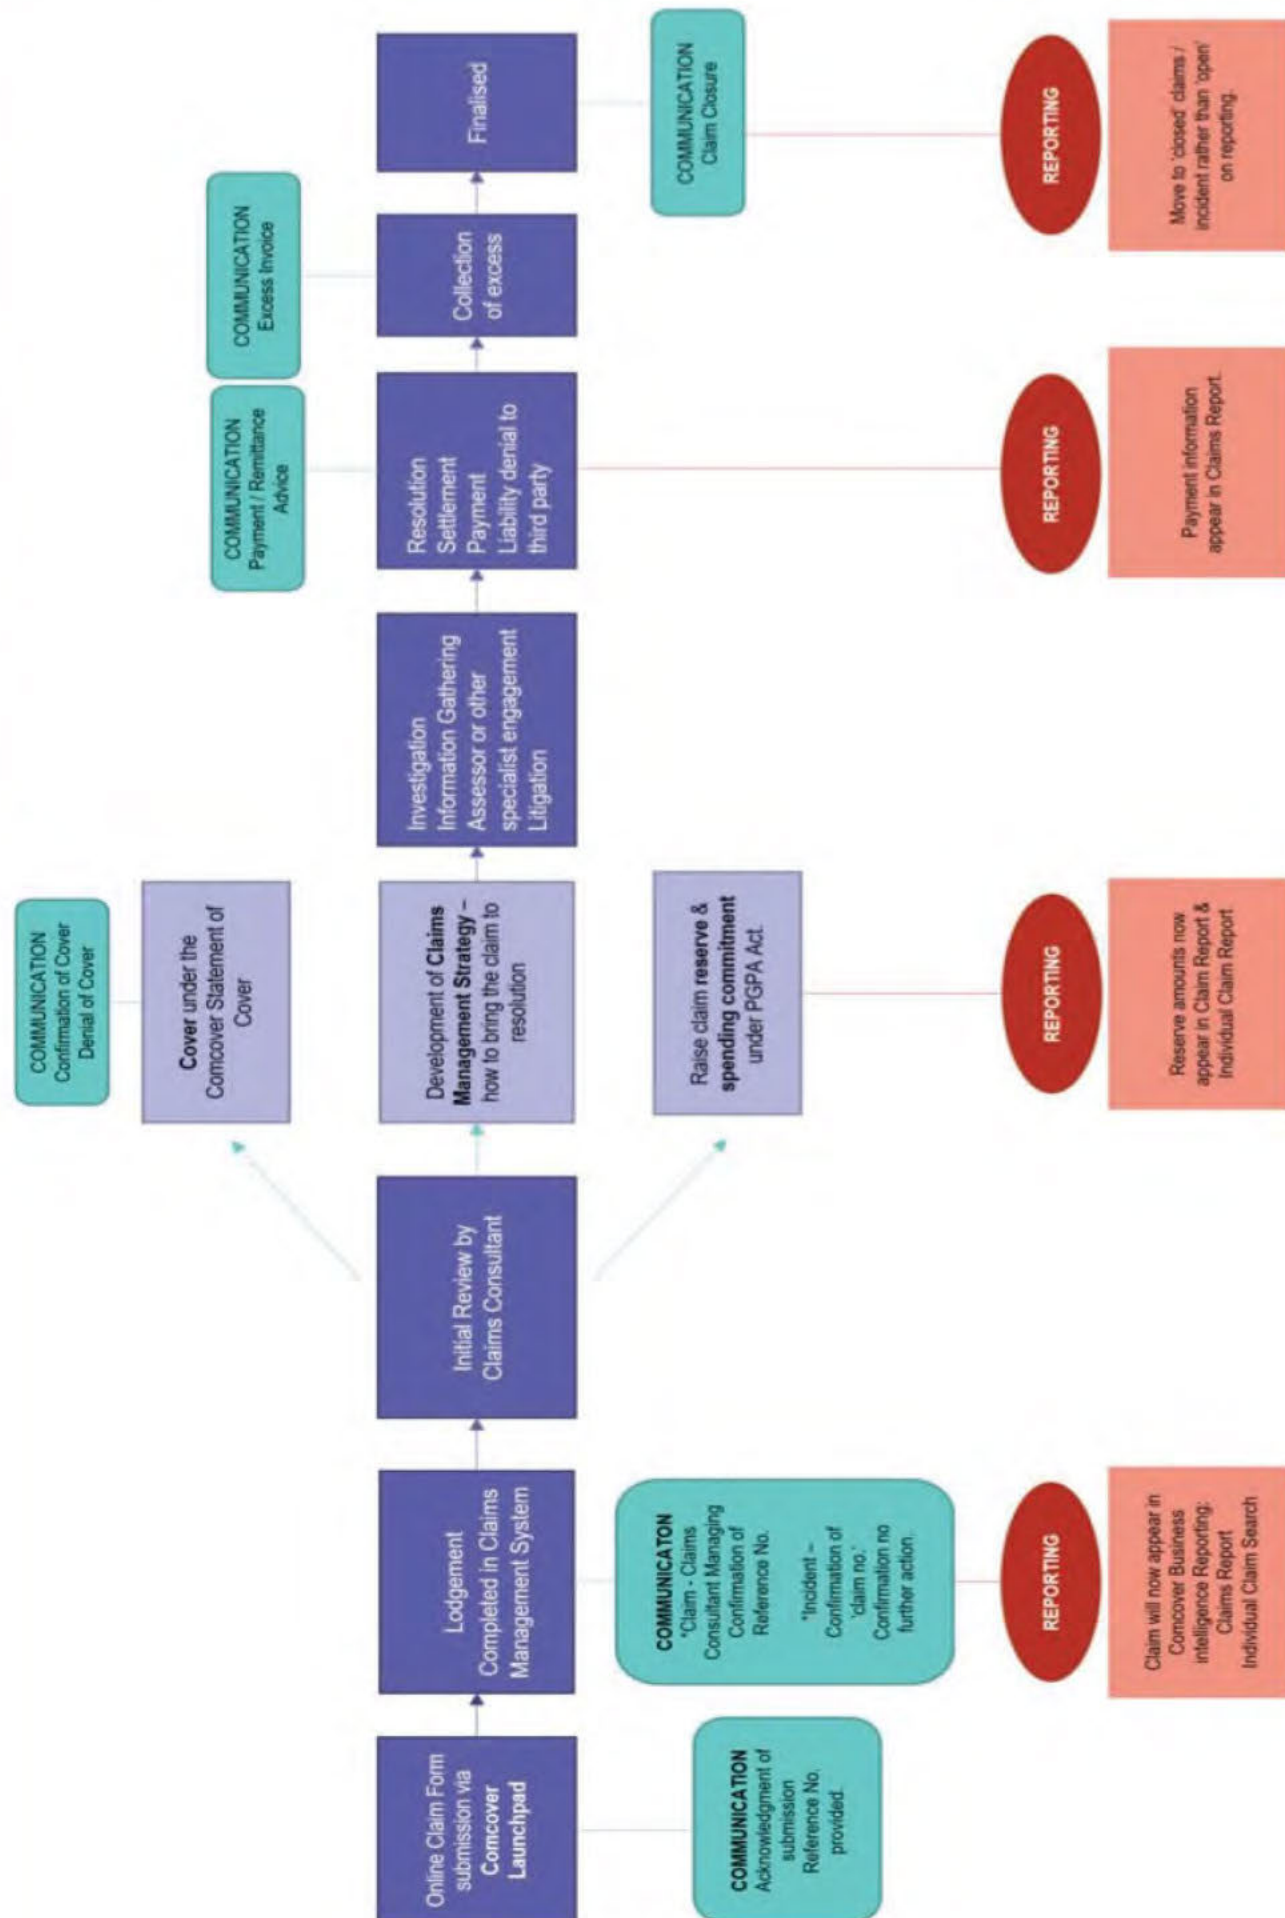 COMMUNICATION
Confirmation of Cover
Denial of Cover
COMMUNICATION
Payment / Remittance
Advice
COMMUNICATION
Excess Invoice
Cover under the
Comcover Statement of
Cover
Online Claim Form
submission via
Comcover
Launchpad
Lodgement
Completed in Claims
Management System
Initial Review by
Claims Consultant
Development of Claims
Management Strategy –
how to bring the claim to
resolution
Investigation
Information Gathering
Assessor or other
specialist engagement
Litigation
Resolution
Settlement
Payment
Liability denial to
third party
Collection
of excess
Finalised
COMMUNICATION
Acknowledgment of
submission
Reference No.
provided.
COMMUNICATON
*Claim - Claims
Consultant Managing
Confirmation of
Reference No.
*Incident –
Confirmation of
'claim no.'
Confirmation no
further action.
Raise claim reserve &
spending commitment
under PGPA Act.
COMMUNICATION
Claim Closure
REPORTING
REPORTING
REPORTING
REPORTING
Claim will now appear in
Comcover Business
intelligence Reporting:
Claims Report
Individual Claim Search
Reserve amounts now
appear in Claim Report &
Individual Claim Report
Payment information
appear in Claims Report.
Move to 'closed' claims /
incident rather than 'open'
on reporting.